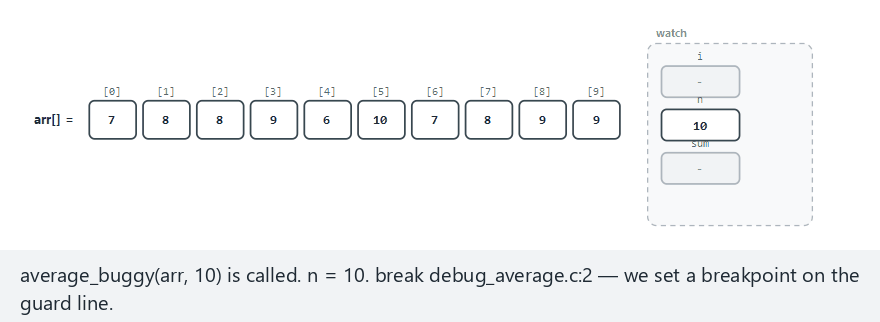 watch
i
[0] [1] [2] [3] [4] [5] [6] [7] [8] [9]
-
n
arr[] = 7 8 8 9 6 10 7 8 9 9
10
sum
-
average_buggy(arr, 10) is called. n = 10. break debug_average.c:2 — we set a breakpoint on the
guard line.